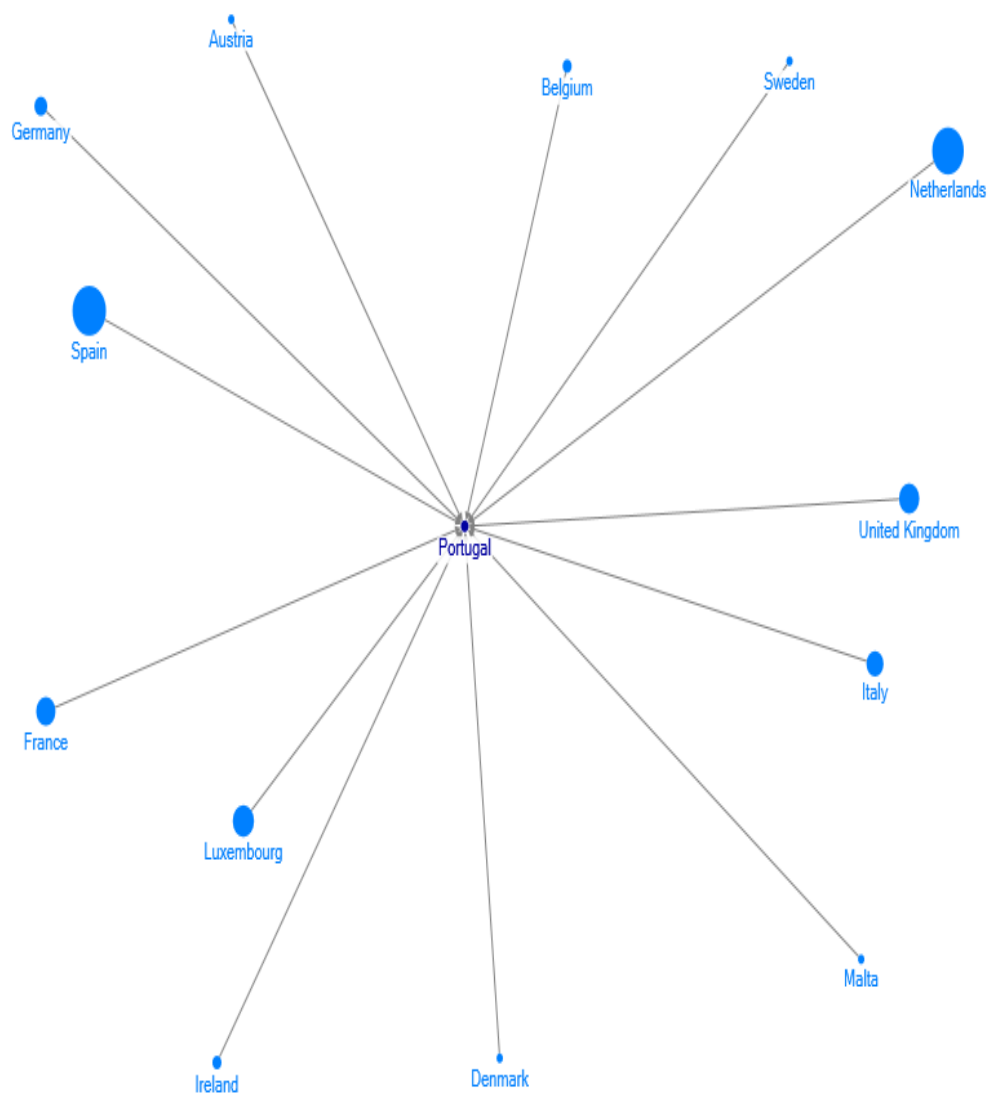 Austria
Belgium
Sweden
Germany
Netherlands
Spain
United Kingdom
Portugal
Italy
France
Luxembourg
Malta
Ireland
Denmark